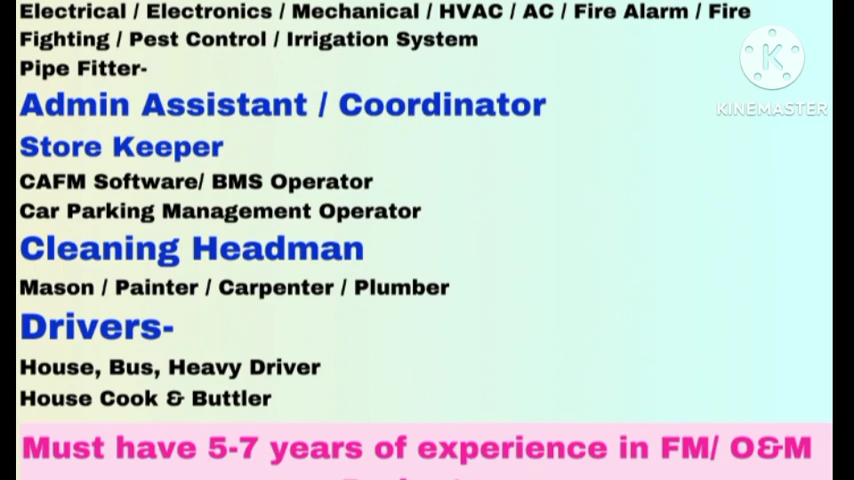 Electrical / Electronics / Mechanical / HVAC / AC / Fire Alarm / Fire
Fighting / Pest Control / Irrigation System
Pipe Fitter-
Admin Assistant / Coordinator
Store Keeper
CAFM Software/ BMS Operator
Car Parking Management Operator
Cleaning Headman
Mason / Painter / Carpenter / Plumber
Drivers-
House, Bus, Heavy Driver
House Cook & Buttler
Must have 5-7 years of experience in FM/ O&M
K
KINEMASTER